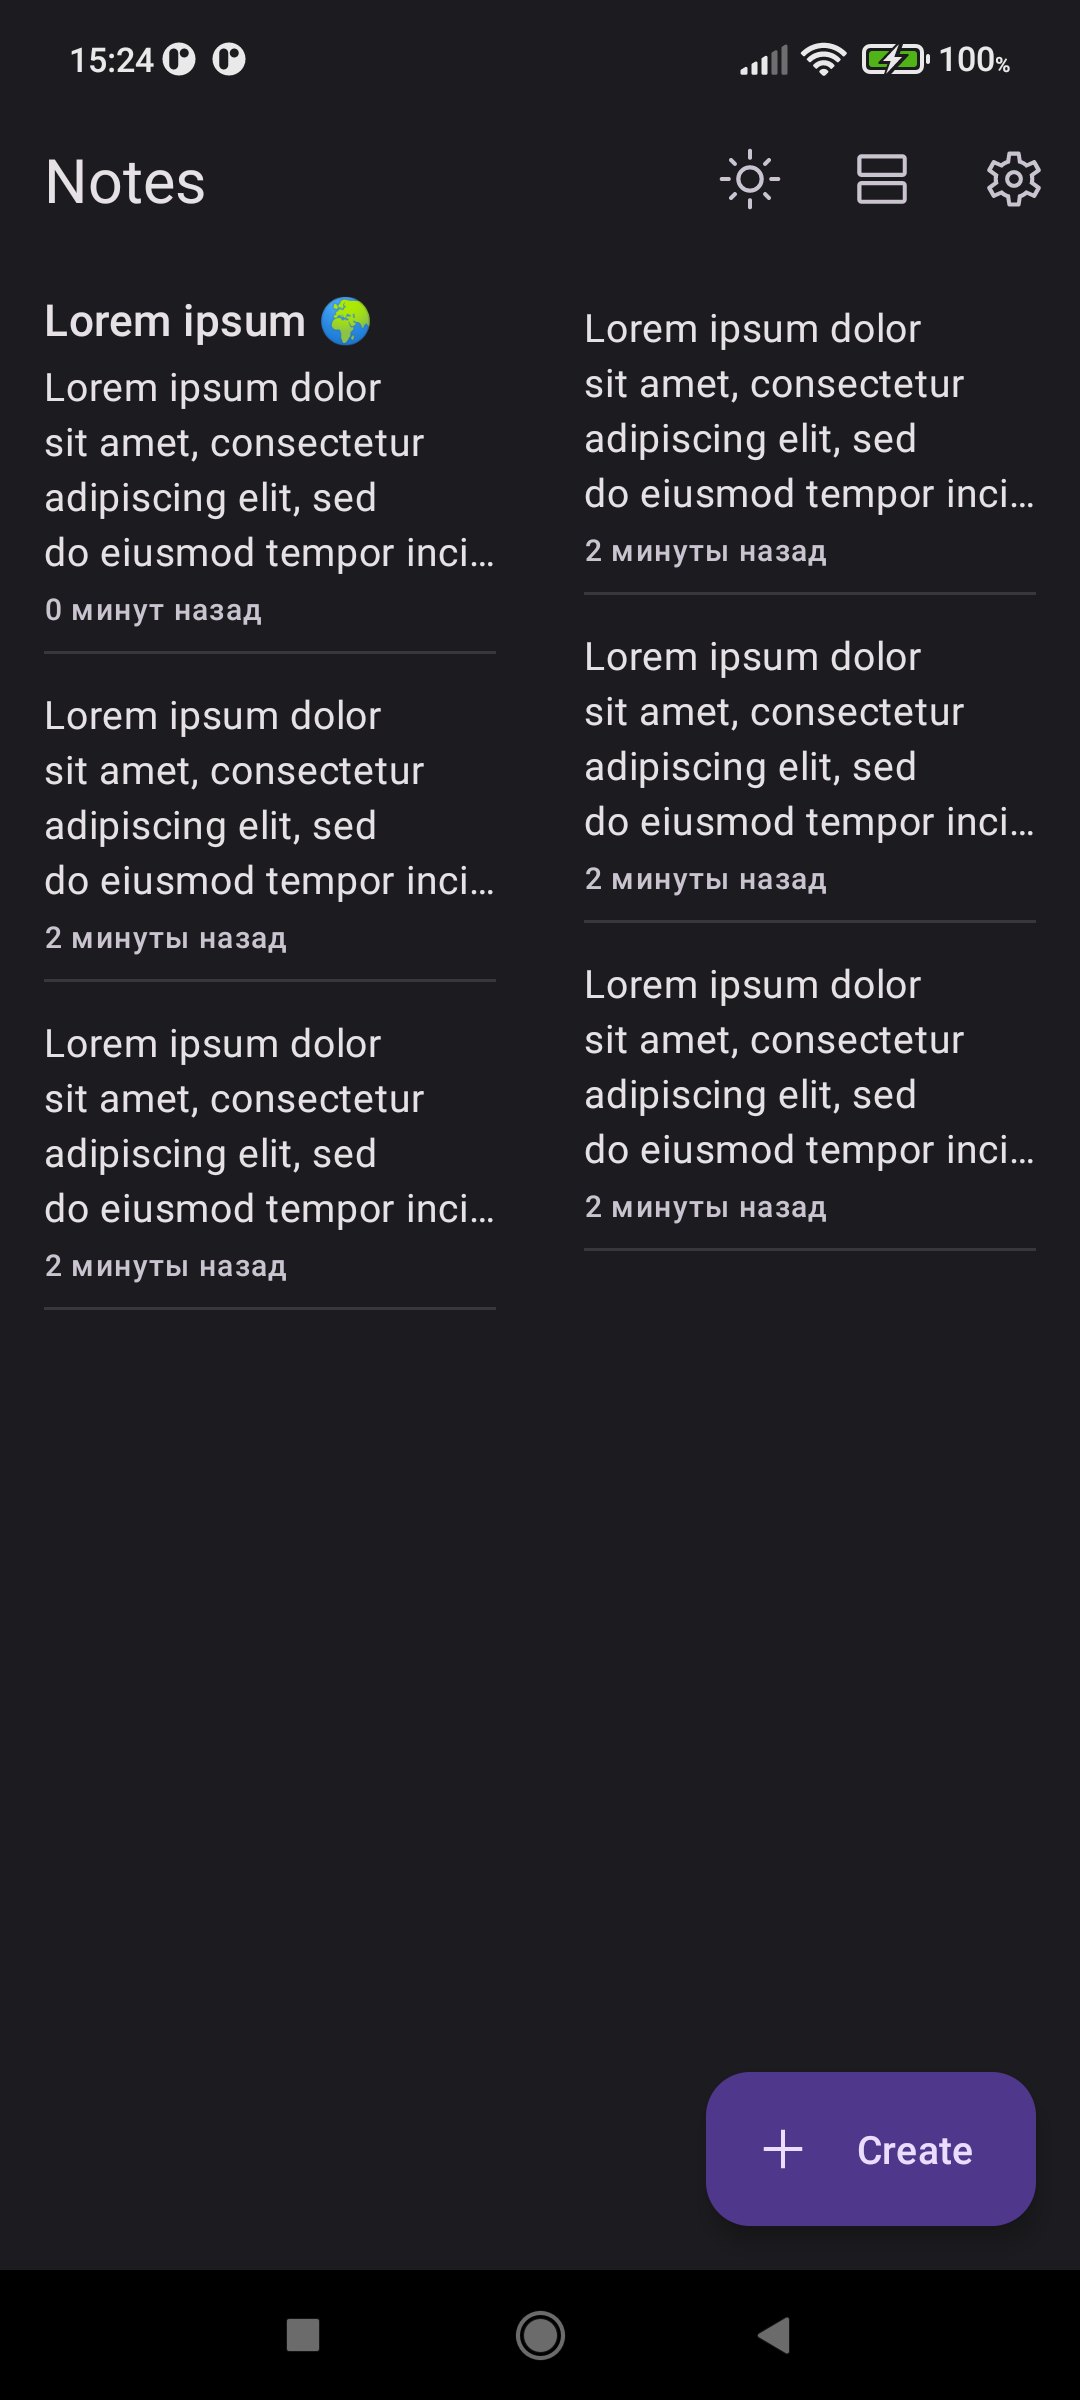 15:24
100%
Notes
Lorem ipsum 🌍
Lorem ipsum dolor
sit amet, consectetur
adipiscing elit, sed
do eiusmod tempor inci…
0 минут назад
Lorem ipsum dolor
sit amet, consectetur
adipiscing elit, sed
do eiusmod tempor inci…
2 минуты назад
Lorem ipsum dolor
sit amet, consectetur
adipiscing elit, sed
do eiusmod tempor inci…
2 минуты назад
Lorem ipsum dolor
sit amet, consectetur
adipiscing elit, sed
do eiusmod tempor inci…
2 минуты назад
Lorem ipsum dolor
sit amet, consectetur
adipiscing elit, sed
do eiusmod tempor inci…
2 минуты назад
Lorem ipsum dolor
sit amet, consectetur
adipiscing elit, sed
do eiusmod tempor inci…
2 минуты назад
Create